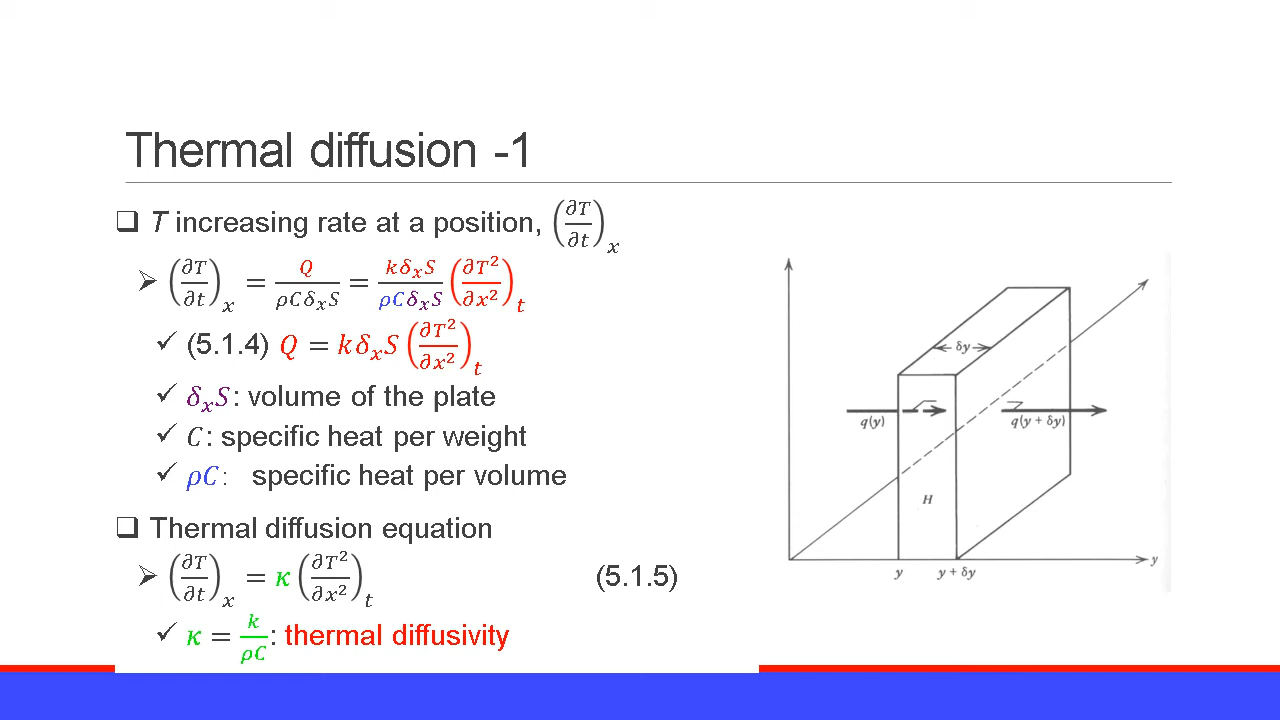 Thermal diffusion -1
❑ T increasing rate at a position, (∂T/∂t)ₓ
➢ (∂T/∂t)ₓ = Q/(ρCδₓS) = kδₓS/(ρCδₓS) (∂T²/∂x²)ₜ
✓ (5.1.4) Q = kδₓS (∂T²/∂x²)ₜ
✓ δₓS: volume of the plate
✓ C: specific heat per weight
✓ ρC: specific heat per volume
❑ Thermal diffusion equation
➢ (∂T/∂t)ₓ = κ (∂T²/∂x²)ₜ (5.1.5)
✓ κ = k/(ρC): thermal diffusivity
δy
q(y)
q(y + δy)
H
y
y + δy
y